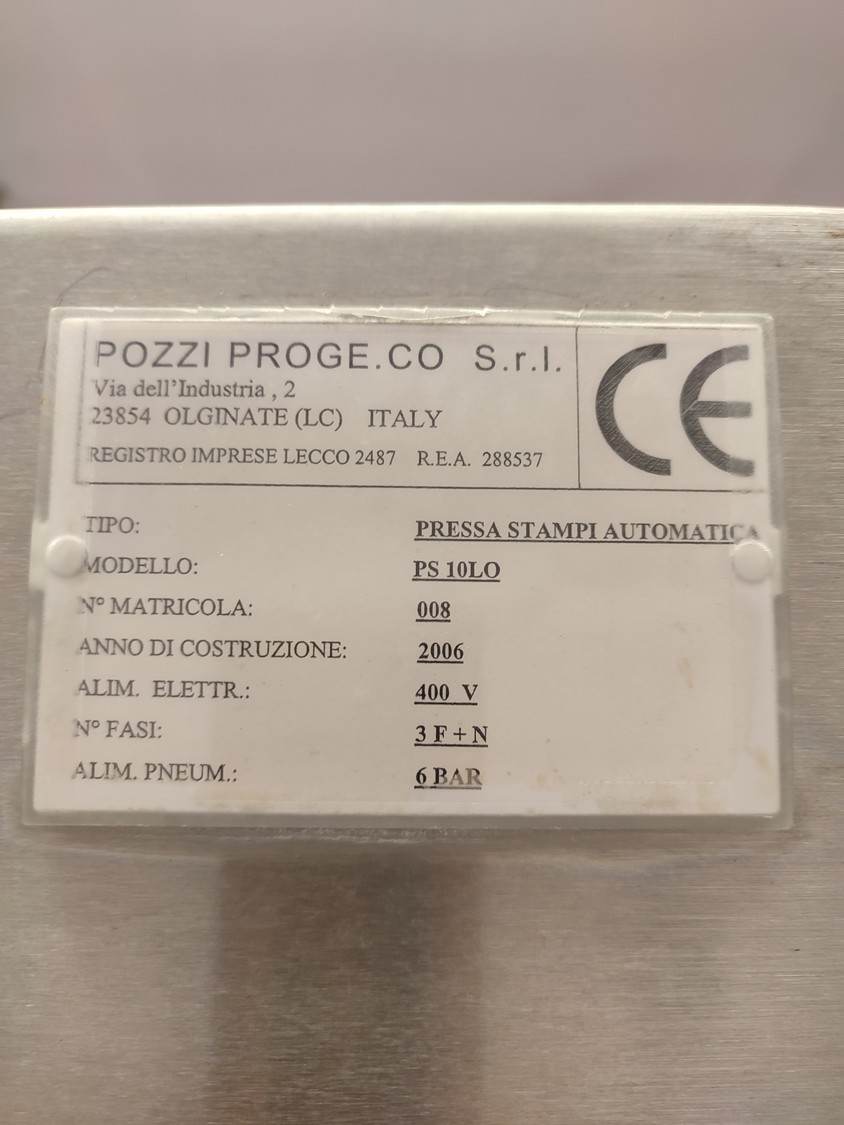 POZZI PROGE.CO S.r.l.
Via dell'Industria , 2
23854 OLGINATE (LC) ITALY
REGISTRO IMPRESE LECCO 2487 R.E.A. 288537
CE
TIPO: PRESSA STAMPI AUTOMATICA
MODELLO: PS 10LO
N° MATRICOLA: 008
ANNO DI COSTRUZIONE: 2006
ALIM. ELETTR.: 400 V
N° FASI: 3 F + N
ALIM. PNEUM.: 6 BAR